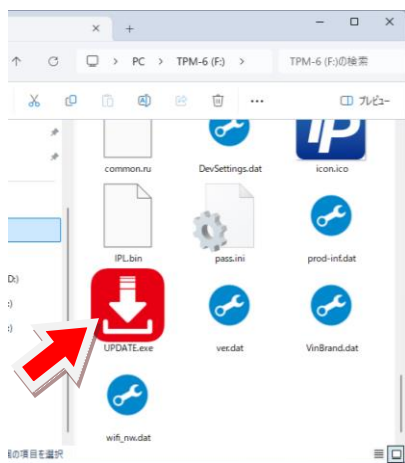 PC > TPM-6 (F:) >
TPM-6 (F:)の検索
プレビュー
common.ru
DevSettings.dat
icon.ico
IPL.bin
pass.ini
prod-inf.dat
D:)
:)
:)
UPDATE.exe
ver.dat
VinBrand.dat
wifi_nw.dat
の項目を選択